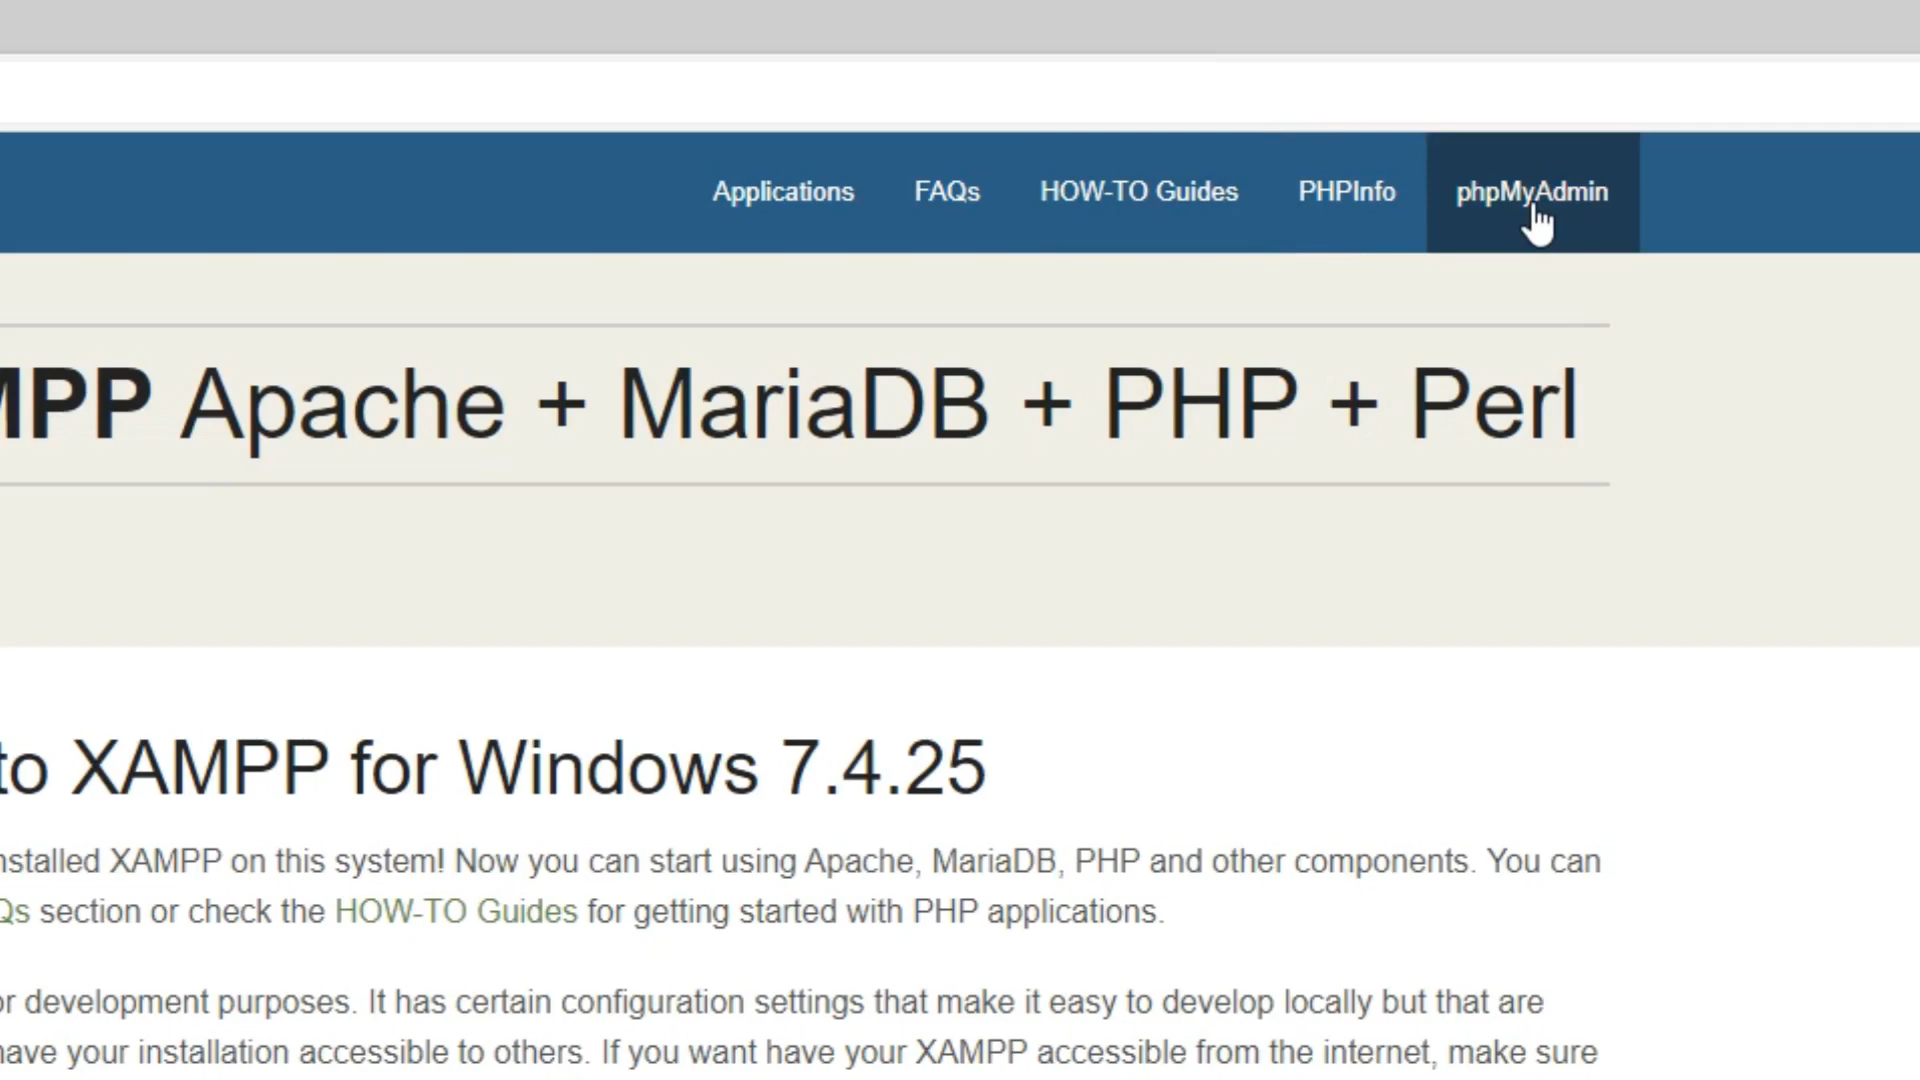 Applications FAQs HOW-TO Guides PHPInfo phpMyAdmin
MPP Apache + MariaDB + PHP + Perl
to XAMPP for Windows 7.4.25
nstalled XAMPP on this system! Now you can start using Apache, MariaDB, PHP and other components. You can
Qs section or check the HOW-TO Guides for getting started with PHP applications.
or development purposes. It has certain configuration settings that make it easy to develop locally but that are
have your installation accessible to others. If you want have your XAMPP accessible from the internet, make sure